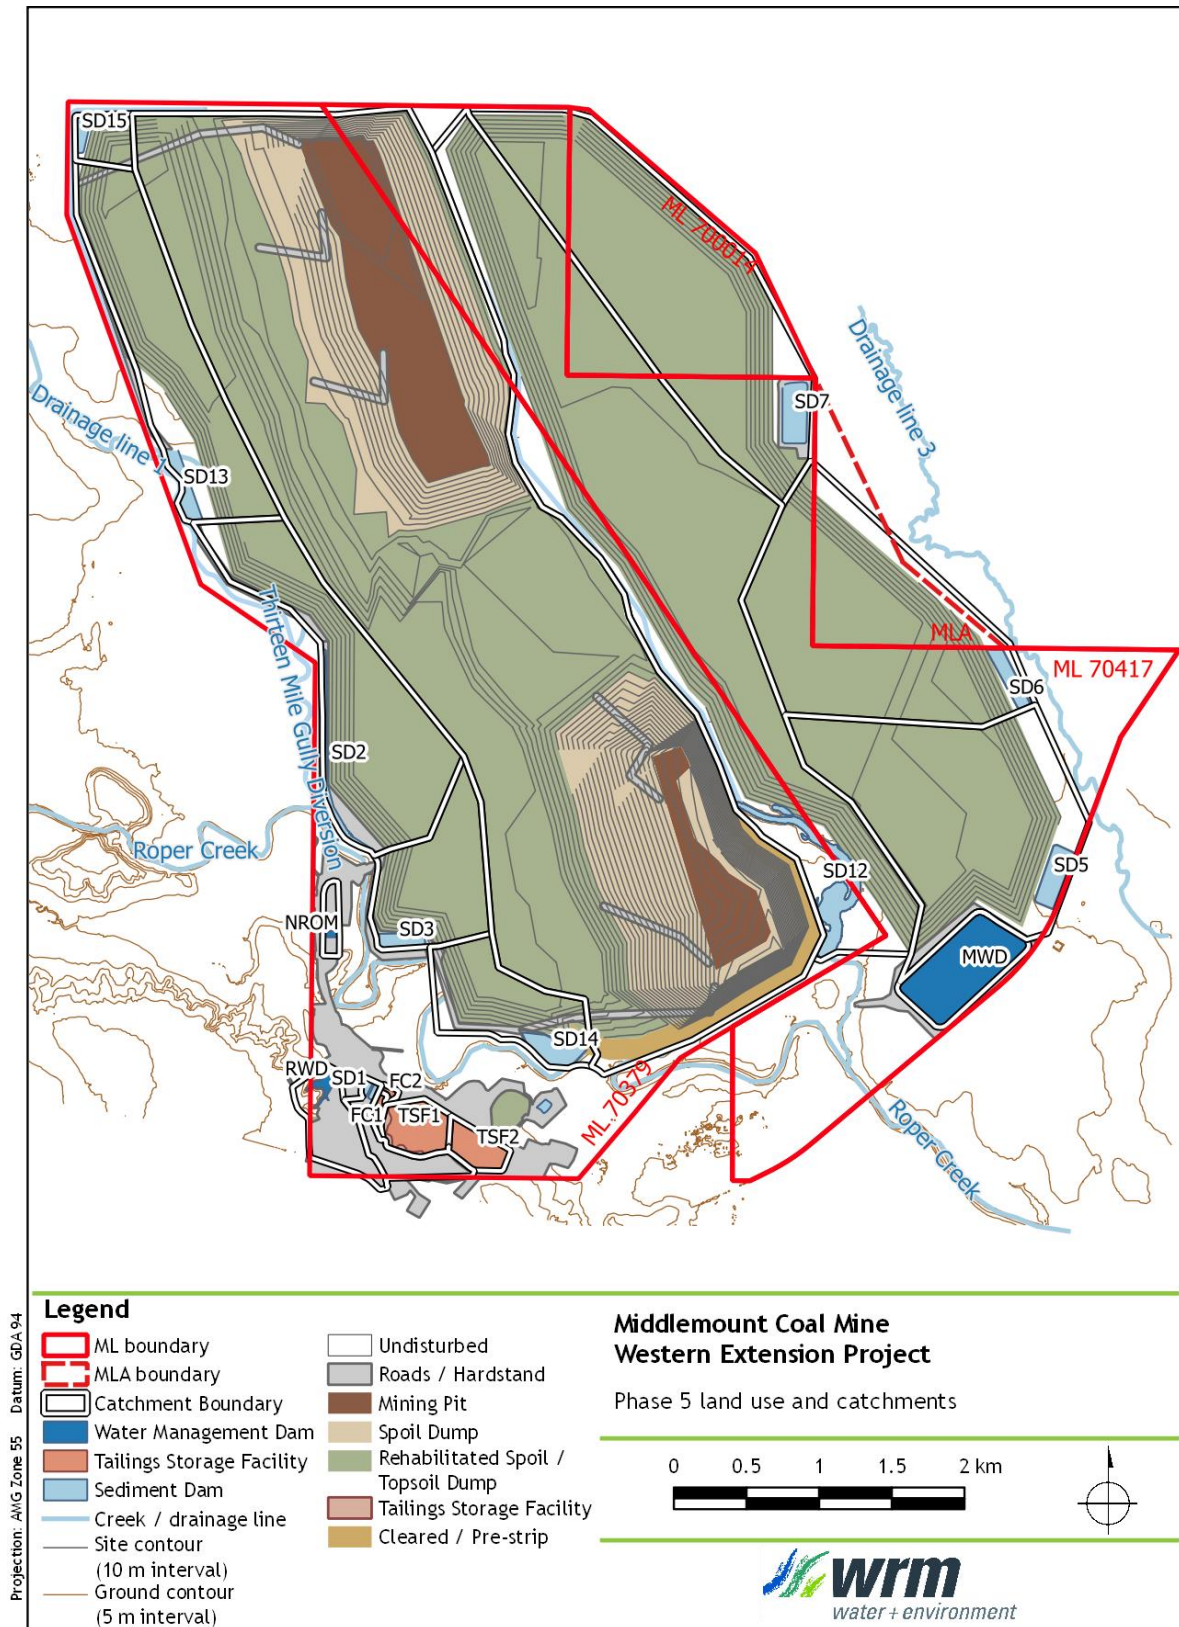 SD15
ML 700014
Drainage line 3
SD7
Drainage line 1
SD13
Thirteen Mile Gully Diversion
MLA
ML 70417
SD6
SD2
Roper Creek
SD12
SD5
NROM
SD3
MWD
SD14
RWD
SD1
FC2
FC1
TSF1
TSF2
ML 70379
Roper Creek
Projection: AMG Zone 55 Datum: GDA94
Legend
ML boundary
MLA boundary
Catchment Boundary
Water Management Dam
Tailings Storage Facility
Sediment Dam
Creek / drainage line
Site contour
(10 m interval)
Ground contour
(5 m interval)
Undisturbed
Roads / Hardstand
Mining Pit
Spoil Dump
Rehabilitated Spoil /
Topsoil Dump
Tailings Storage Facility
Cleared / Pre-strip
Middlemount Coal Mine
Western Extension Project
Phase 5 land use and catchments
0 0.5 1 1.5 2 km
wrm
water + environment